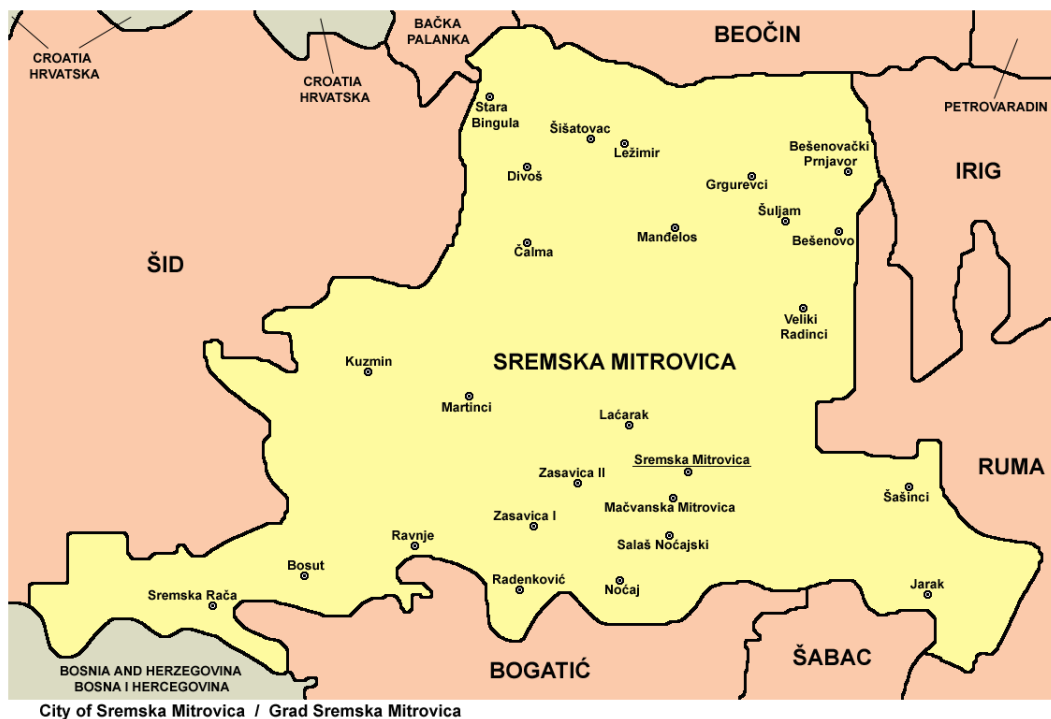 BAČKA
PALANKA
BEOČIN
CROATIA
HRVATSKA
CROATIA
HRVATSKA
PETROVARADIN
Stara
Bingula
Šišatovac
Ležimir
Bešenovački
Prnjavor
IRIG
Divoš
Grgurevci
Šuljam
Manđelos
Bešenovo
Čalma
ŠID
Veliki
Radinci
Kuzmin
SREMSKA MITROVICA
Martinci
Laćarak
Sremska Mitrovica
RUMA
Zasavica II
Šašinci
Mačvanska Mitrovica
Zasavica I
Ravnje
Salaš Noćajski
Bosut
Radenković
Noćaj
Jarak
Sremska Rača
ŠABAC
BOGATIĆ
BOSNIA AND HERZEGOVINA
BOSNA I HERCEGOVINA
City of Sremska Mitrovica / Grad Sremska Mitrovica